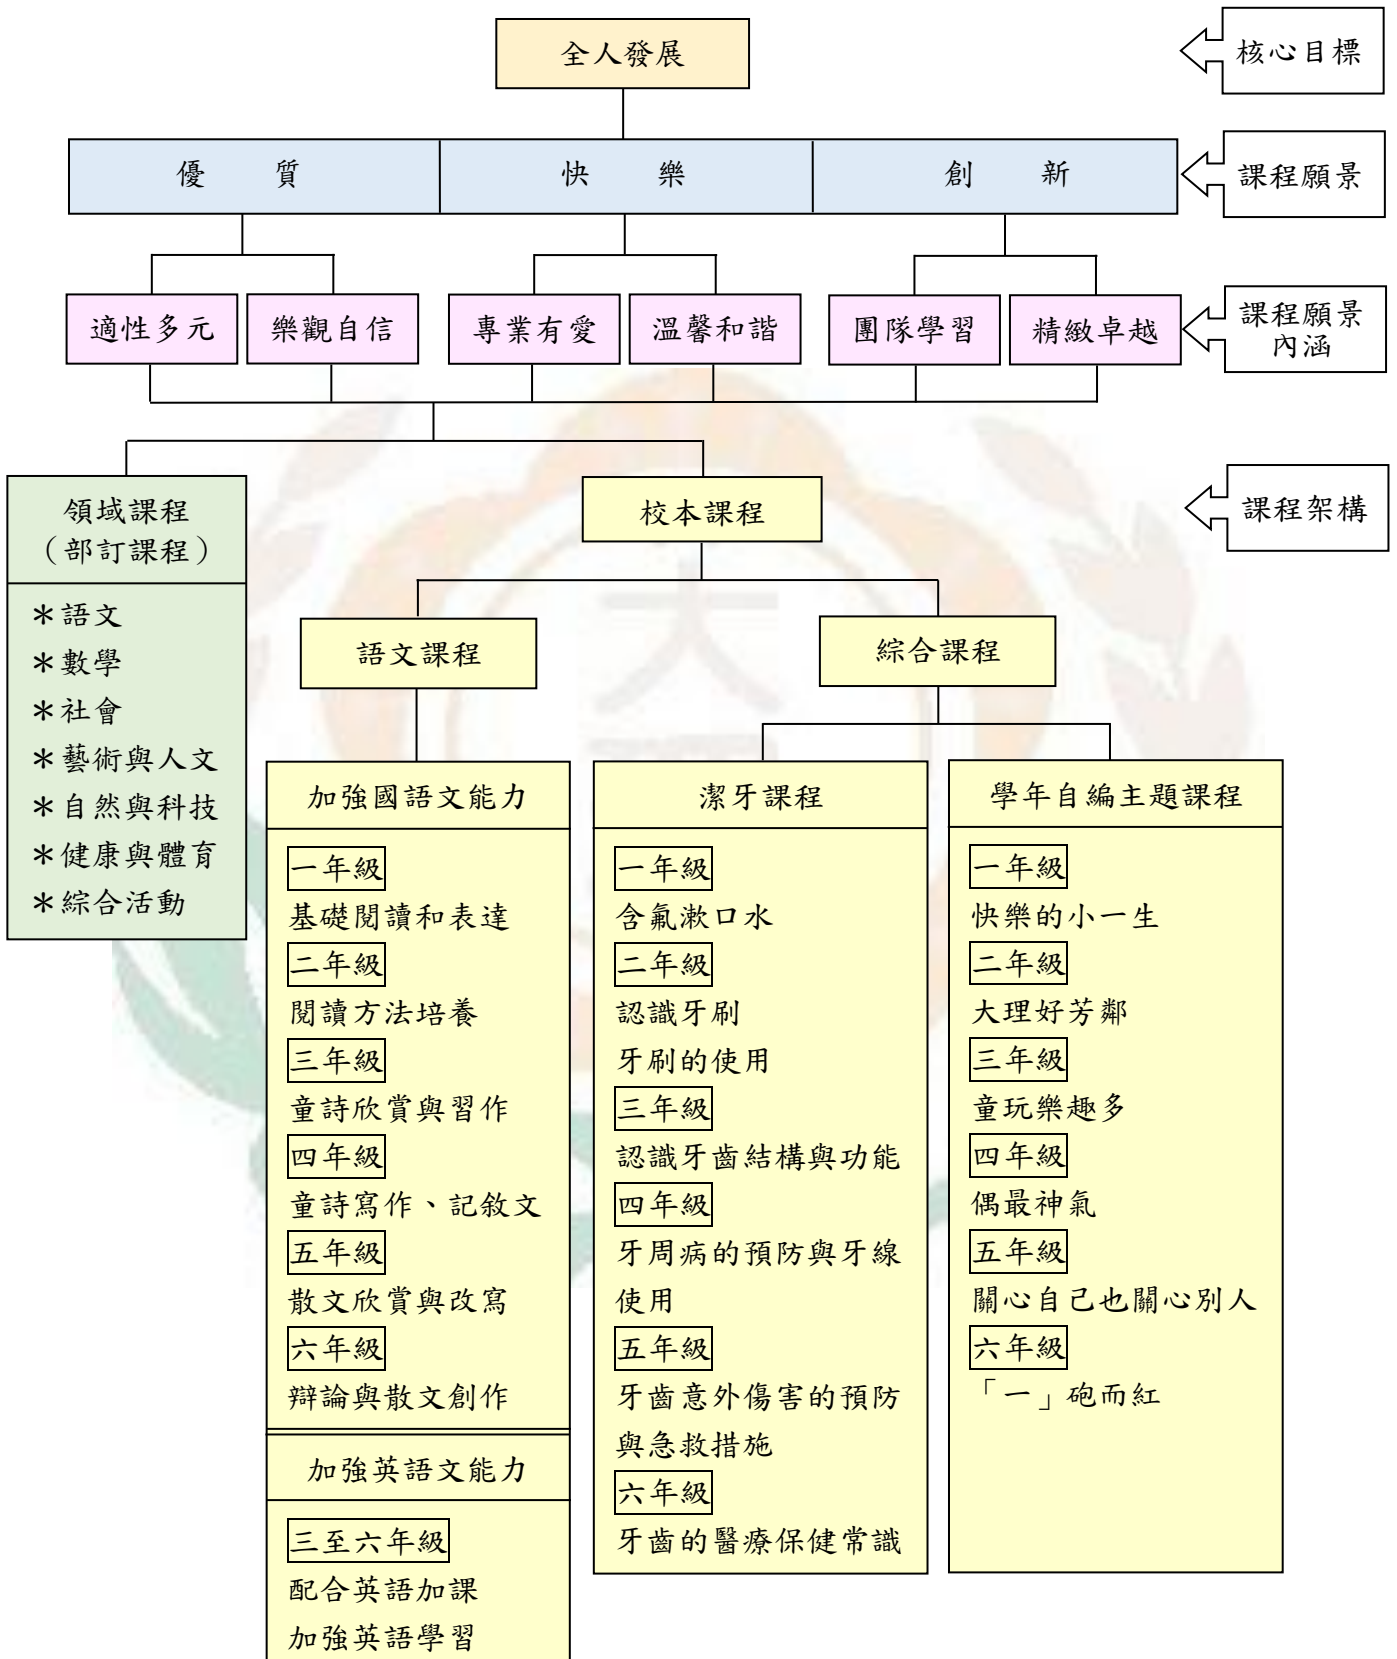 全人發展
核心目標
優質
快樂
創新
課程願景
適性多元
樂觀自信
專業有愛
溫馨和諧
團隊學習
精緻卓越
課程願景
內涵
領域課程
（部訂課程）
＊語文
＊數學
＊社會
＊藝術與人文
＊自然與科技
＊健康與體育
＊綜合活動
校本課程
課程架構
語文課程
綜合課程
加強國語文能力
一年級
基礎閱讀和表達
二年級
閱讀方法培養
三年級
童詩欣賞與習作
四年級
童詩寫作、記敘文
五年級
散文欣賞與改寫
六年級
辯論與散文創作
加強英語文能力
三至六年級
配合英語加課
加強英語學習
潔牙課程
一年級
含氟漱口水
二年級
認識牙刷
牙刷的使用
三年級
認識牙齒結構與功能
四年級
牙周病的預防與牙線
使用
五年級
牙齒意外傷害的預防
與急救措施
六年級
牙齒的醫療保健常識
學年自編主題課程
一年級
快樂的小一生
二年級
大理好芳鄰
三年級
童玩樂趣多
四年級
偶最神氣
五年級
關心自己也關心別人
六年級
「一」砲而紅
大